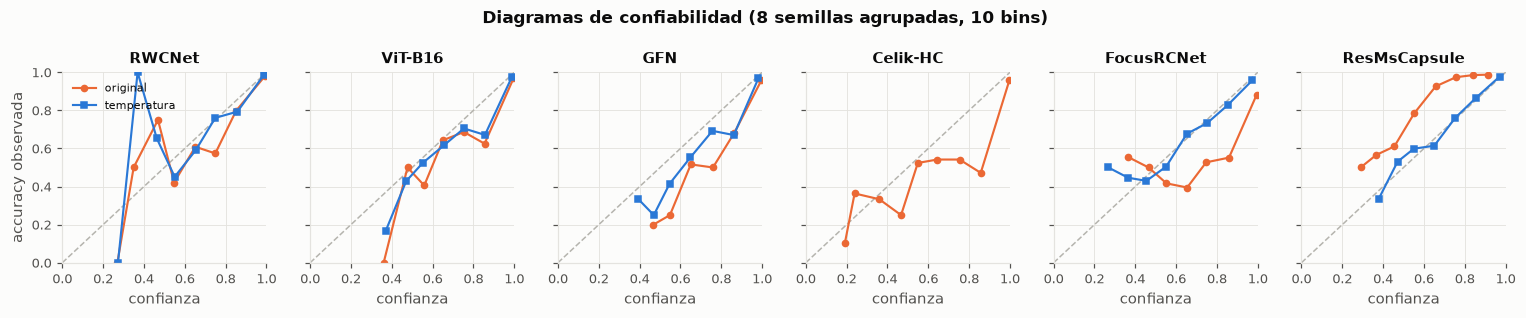 Diagramas de confiabilidad (8 semillas agrupadas, 10 bins)
RWCNet
ViT-B16
GFN
Celik-HC
FocusRCNet
ResMsCapsule
original
temperatura
accuracy observada
1.0
0.8
0.6
0.4
0.2
0.0
0.0 0.2 0.4 0.6 0.8 1.0
0.0 0.2 0.4 0.6 0.8 1.0
0.0 0.2 0.4 0.6 0.8 1.0
0.0 0.2 0.4 0.6 0.8 1.0
0.0 0.2 0.4 0.6 0.8 1.0
0.0 0.2 0.4 0.6 0.8 1.0
confianza
confianza
confianza
confianza
confianza
confianza